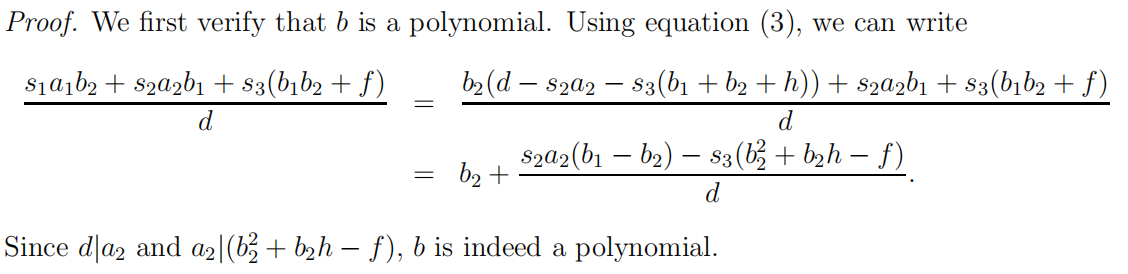 Proof. We first verify that b is a polynomial. Using equation (3), we can write
\frac{s_1a_1b_2 + s_2a_2b_1 + s_3(b_1b_2 + f)}{d} = \frac{b_2(d − s_2a_2 − s_3(b_1 + b_2 + h)) + s_2a_2b_1 + s_3(b_1b_2 + f)}{d}
= b_2 + \frac{s_2a_2(b_1 − b_2) − s_3(b_2^2 + b_2h − f)}{d}.
Since d|a_2 and a_2|(b_2^2 + b_2h − f), b is indeed a polynomial.